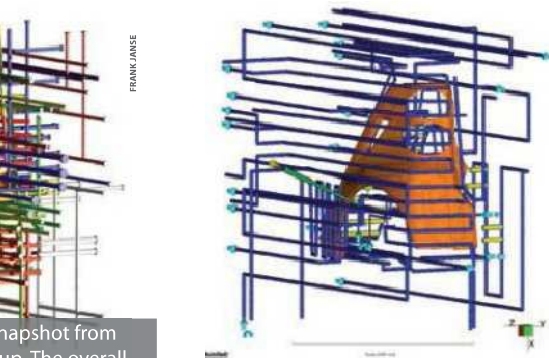 FRANK JANSE
napshot from
up. The overall
Z
Y
X